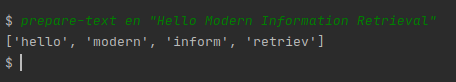 $ prepare-text en "Hello Modern Information Retrieval"
['hello', 'modern', 'inform', 'retriev']
$